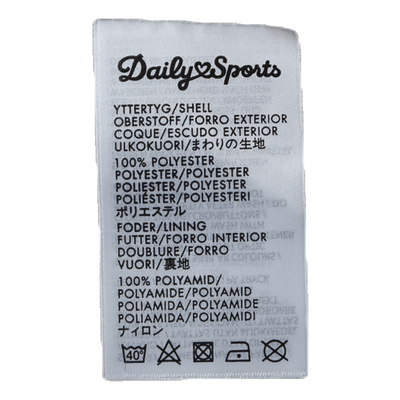 Daily Sports
YTTERTYG/SHELL
OBERSTOFF/FORRO EXTERIOR
COQUE/ESCUDO EXTERIOR
ULKOKUORI/まわりの生地
100% POLYESTER
POLYESTER/POLYESTER
POLIÉSTER/POLYESTERI
POLIÉSTER/POLYESTERI
ポリエステル
FODER/LINING
FUTTER/FORRO INTERIOR
DOUBLURE/FORRO
VUORI/裏地
100% POLYAMID/
POLYAMIDE/POLYAMID
POLIAMIDA/POLYAMIDE
POLIAMIDA/POLYAMIDI
ナイロン
40°